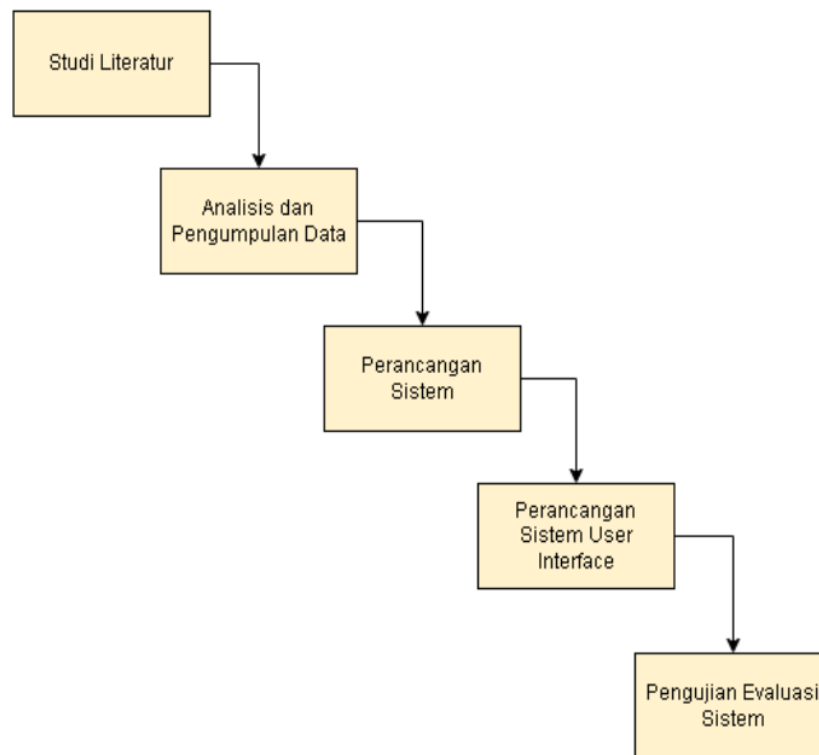 Studi Literatur
Analisis dan
Pengumpulan Data
Perancangan
Sistem
Perancangan
Sistem User
Interface
Pengujian Evaluasi
Sistem